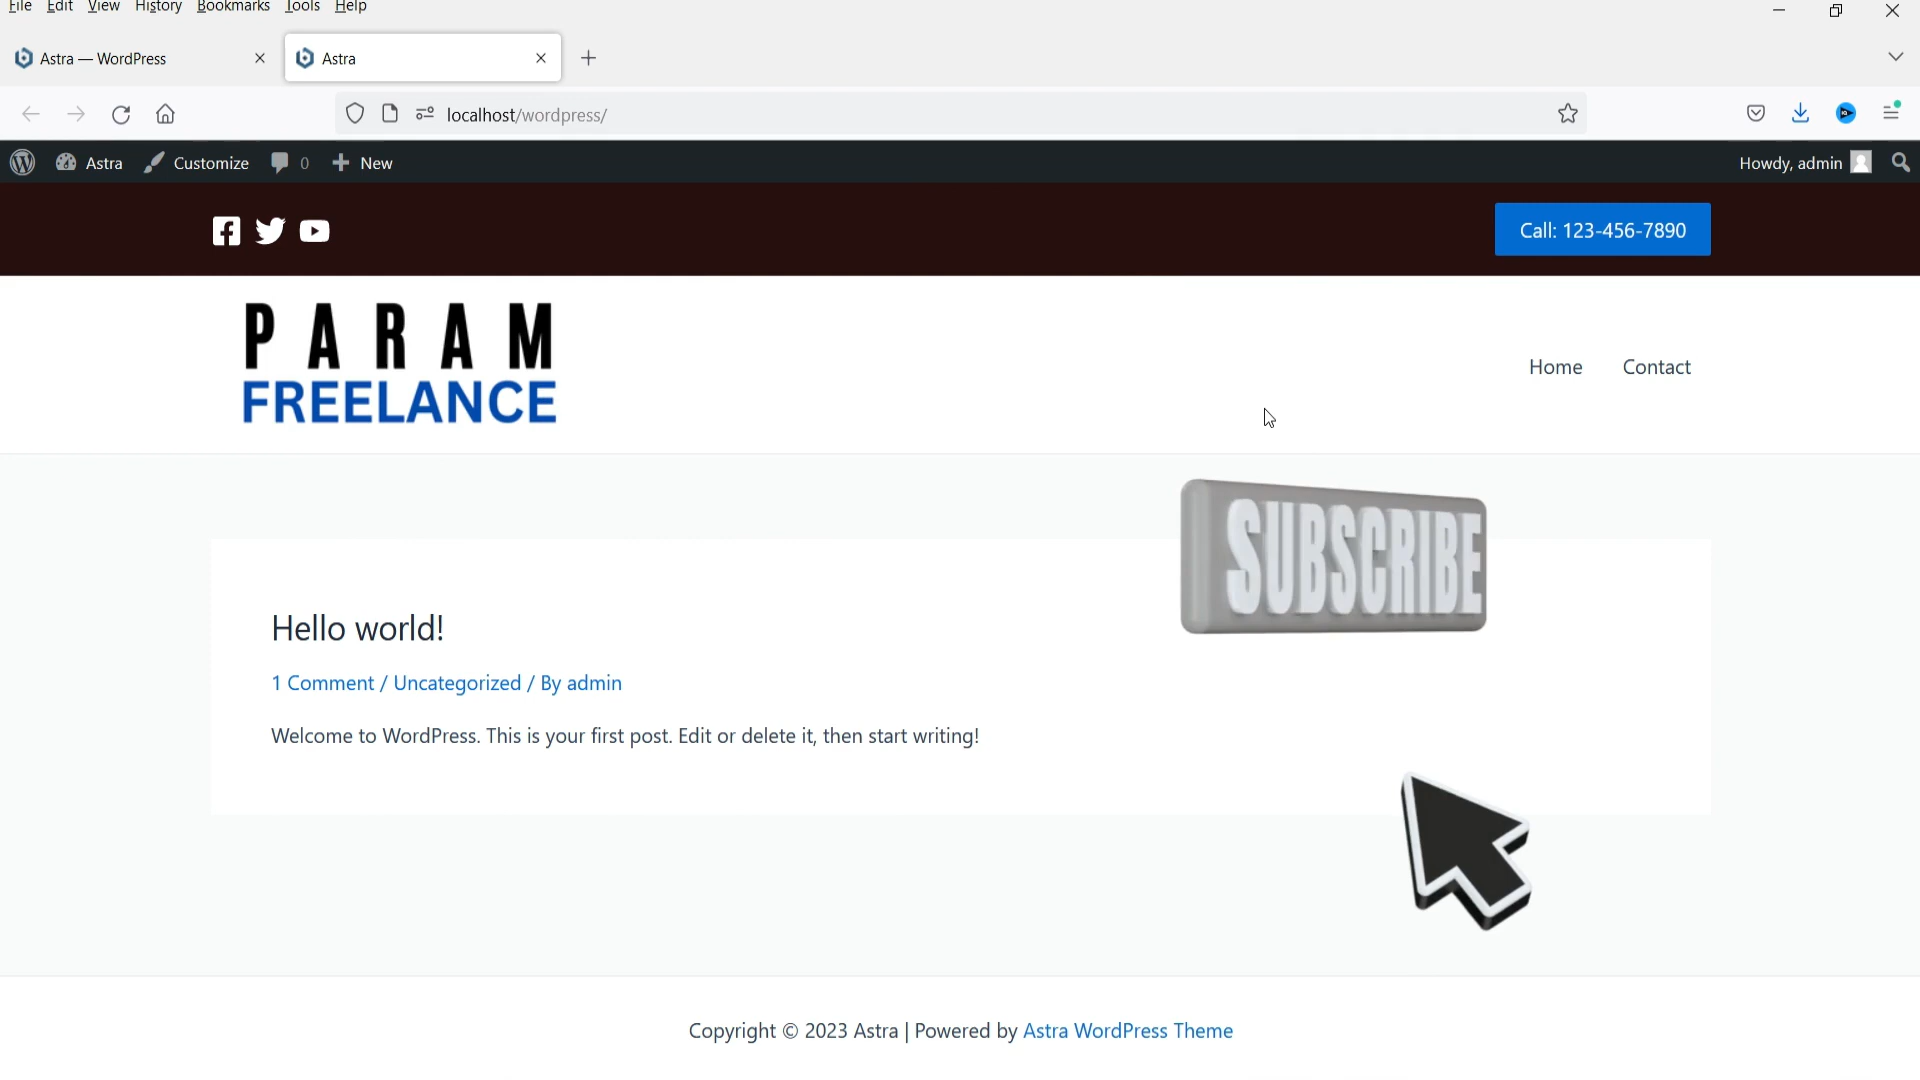 File Edit View History Bookmarks Tools Help
Astra — WordPress
Astra
localhost/wordpress/
Astra Customize 0 New
Howdy, admin
Call: 123-456-7890
PARAM
FREELANCE
Home Contact
SUBSCRIBE
Hello world!
1 Comment / Uncategorized / By admin
Welcome to WordPress. This is your first post. Edit or delete it, then start writing!
Copyright © 2023 Astra | Powered by Astra WordPress Theme